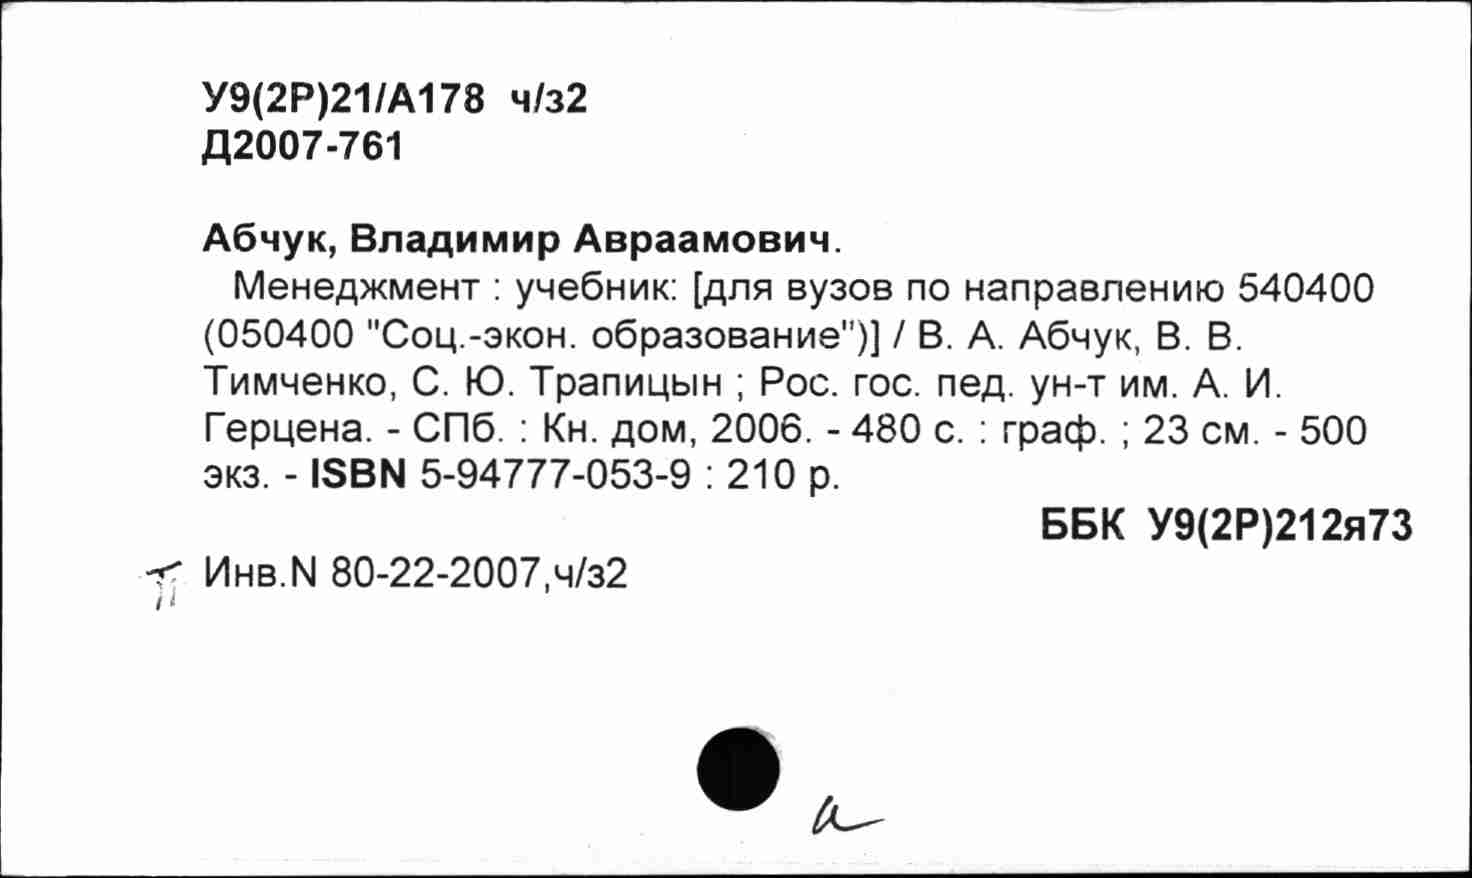 У9(2Р)21/А178 ч/з2
Д2007-761
Абчук, Владимир Авраамович.
Менеджмент : учебник: [для вузов по направлению 540400
(050400 "Соц.-экон. образование")] / В. А. Абчук, В. В.
Тимченко, С. Ю. Трапицын ; Рос. гос. пед. ун-т им. А. И.
Герцена. - СПб. : Кн. дом, 2006. - 480 с. : граф. ; 23 см. - 500
экз. - ISBN 5-94777-053-9 : 210 р.
ББК У9(2Р)212я73
Инв.N 80-22-2007,ч/з2